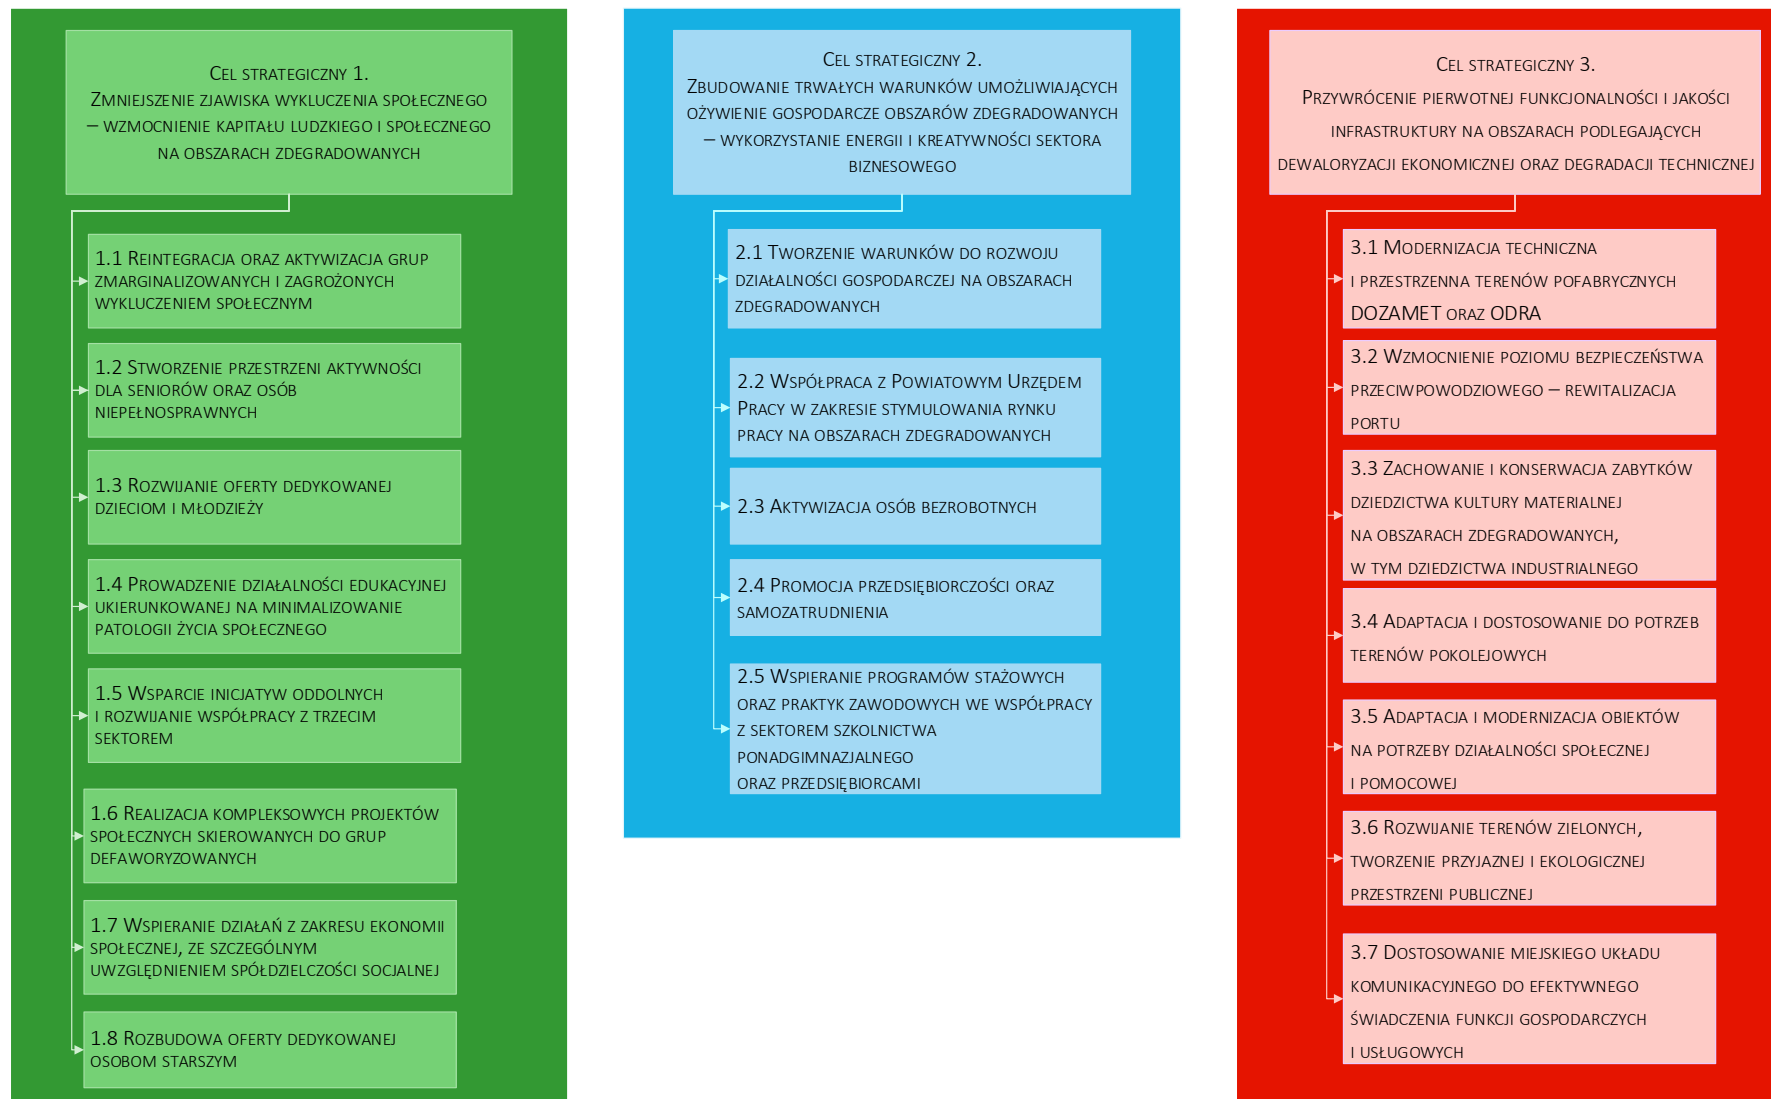 Cel strategiczny 1.
Zmniejszenie zjawiska wykluczenia społecznego
– wzmocnienie kapitału ludzkiego i społecznego
na obszarach zdegradowanych
1.1 Reintegracja oraz aktywizacja grup
zmarginalizowanych i zagrożonych
wykluczeniem społecznym
1.2 Stworzenie przestrzeni aktywności
dla seniorów oraz osób
niepełnosprawnych
1.3 Rozwijanie oferty dedykowanej
dzieciom i młodzieży
1.4 Prowadzenie działalności edukacyjnej
ukierunkowanej na minimalizowanie
patologii życia społecznego
1.5 Wsparcie inicjatyw oddolnych
i rozwijanie współpracy z trzecim
sektorem
1.6 Realizacja kompleksowych projektów
społecznych skierowanych do grup
defaworyzowanych
1.7 Wspieranie działań z zakresu ekonomii
społecznej, ze szczególnym
uwzględnieniem spółdzielczości socjalnej
1.8 Rozbudowa oferty dedykowanej
osobom starszym
Cel strategiczny 2.
Zbudowanie trwałych warunków umożliwiających
ożywienie gospodarcze obszarów zdegradowanych
– wykorzystanie energii i kreatywności sektora
biznesowego
2.1 Tworzenie warunków do rozwoju
działalności gospodarczej na obszarach
zdegradowanych
2.2 Współpraca z Powiatowym Urzędem
Pracy w zakresie stymulowania rynku
pracy na obszarach zdegradowanych
2.3 Aktywizacja osób bezrobotnych
2.4 Promocja przedsiębiorczości oraz
samozatrudnienia
2.5 Wspieranie programów stażowych
oraz praktyk zawodowych we współpracy
z sektorem szkolnictwa
ponadgimnazjalnego
oraz przedsiębiorcami
Cel strategiczny 3.
Przywrócenie pierwotnej funkcjonalności i jakości
infrastruktury na obszarach podlegających
dewaloryzacji ekonomicznej oraz degradacji technicznej
3.1 Modernizacja techniczna
i przestrzenna terenów pofabrycznych
DOZAMET oraz ODRA
3.2 Wzmocnienie poziomu bezpieczeństwa
przeciwpowodziowego – rewitalizacja
portu
3.3 Zachowanie i konserwacja zabytków
dziedzictwa kultury materialnej
na obszarach zdegradowanych,
w tym dziedzictwa industrialnego
3.4 Adaptacja i dostosowanie do potrzeb
terenów pokolejowych
3.5 Adaptacja i modernizacja obiektów
na potrzeby działalności społecznej
i pomocowej
3.6 Rozwijanie terenów zielonych,
tworzenie przyjaznej i ekologicznej
przestrzeni publicznej
3.7 Dostosowanie miejskiego układu
komunikacyjnego do efektywnego
świadczenia funkcji gospodarczych
i usługowych